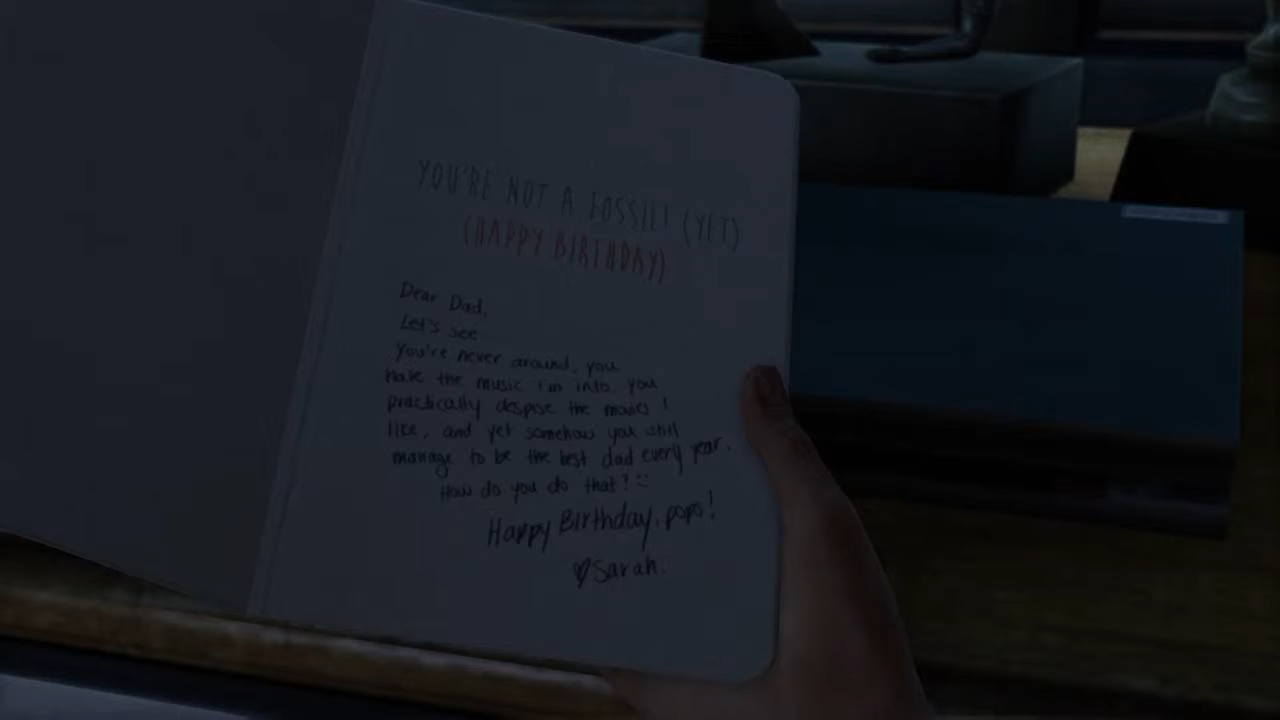 YOU'RE NOT A FOSSIL! (YET)
(HAPPY BIRTHDAY)
Dear Dad,
Let's see
You're never around, you
hate the music i'm into, you
practically despise the movies I
like, and yet somehow you still
manage to be the best dad every year.
How do you do that? :)
Happy Birthday, pops!
♡ Sarah.